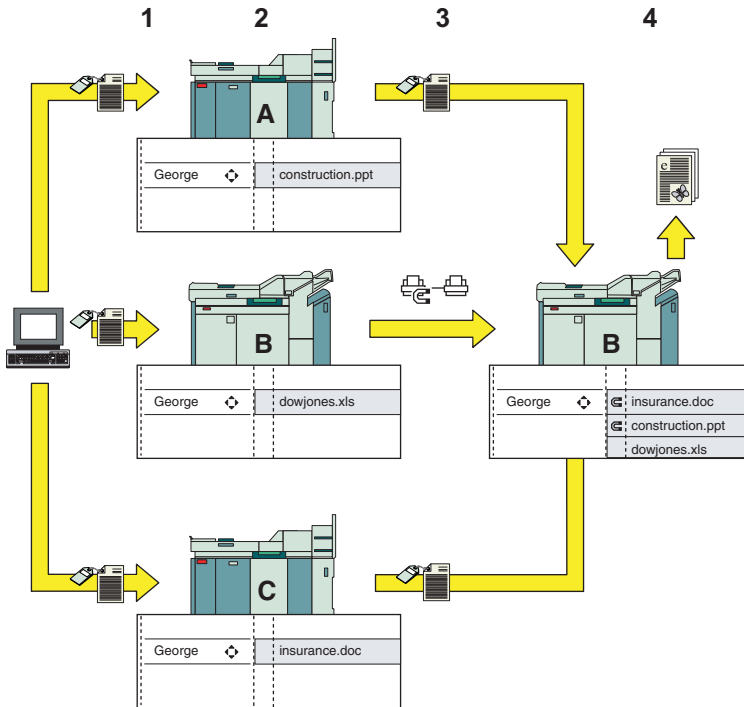 1 2 3 4
A
George construction.ppt
e
B B
George dowjones.xls
George insurance.doc
construction.ppt
dowjones.xls
C
George insurance.doc